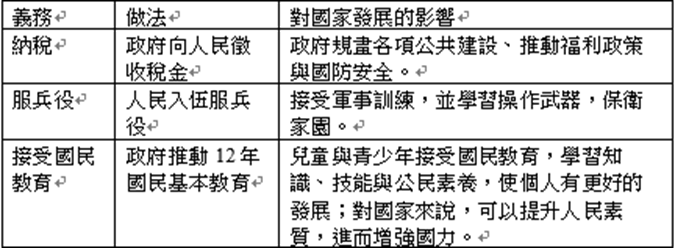 義務 做法 對國家發展的影響
納稅 政府向人民徵 政府規畫各項公共建設、推動福利政策
收稅金 與國防安全。
服兵役 人民入伍服兵 接受軍事訓練，並學習操作武器，保衛
役 家園。
接受國民 政府推動 12 年 兒童與青少年接受國民教育，學習知
教育 國民基本教育 識、技能與公民素養，使個人有更好的
發展；對國家來說，可以提升人民素
質，進而增強國力。